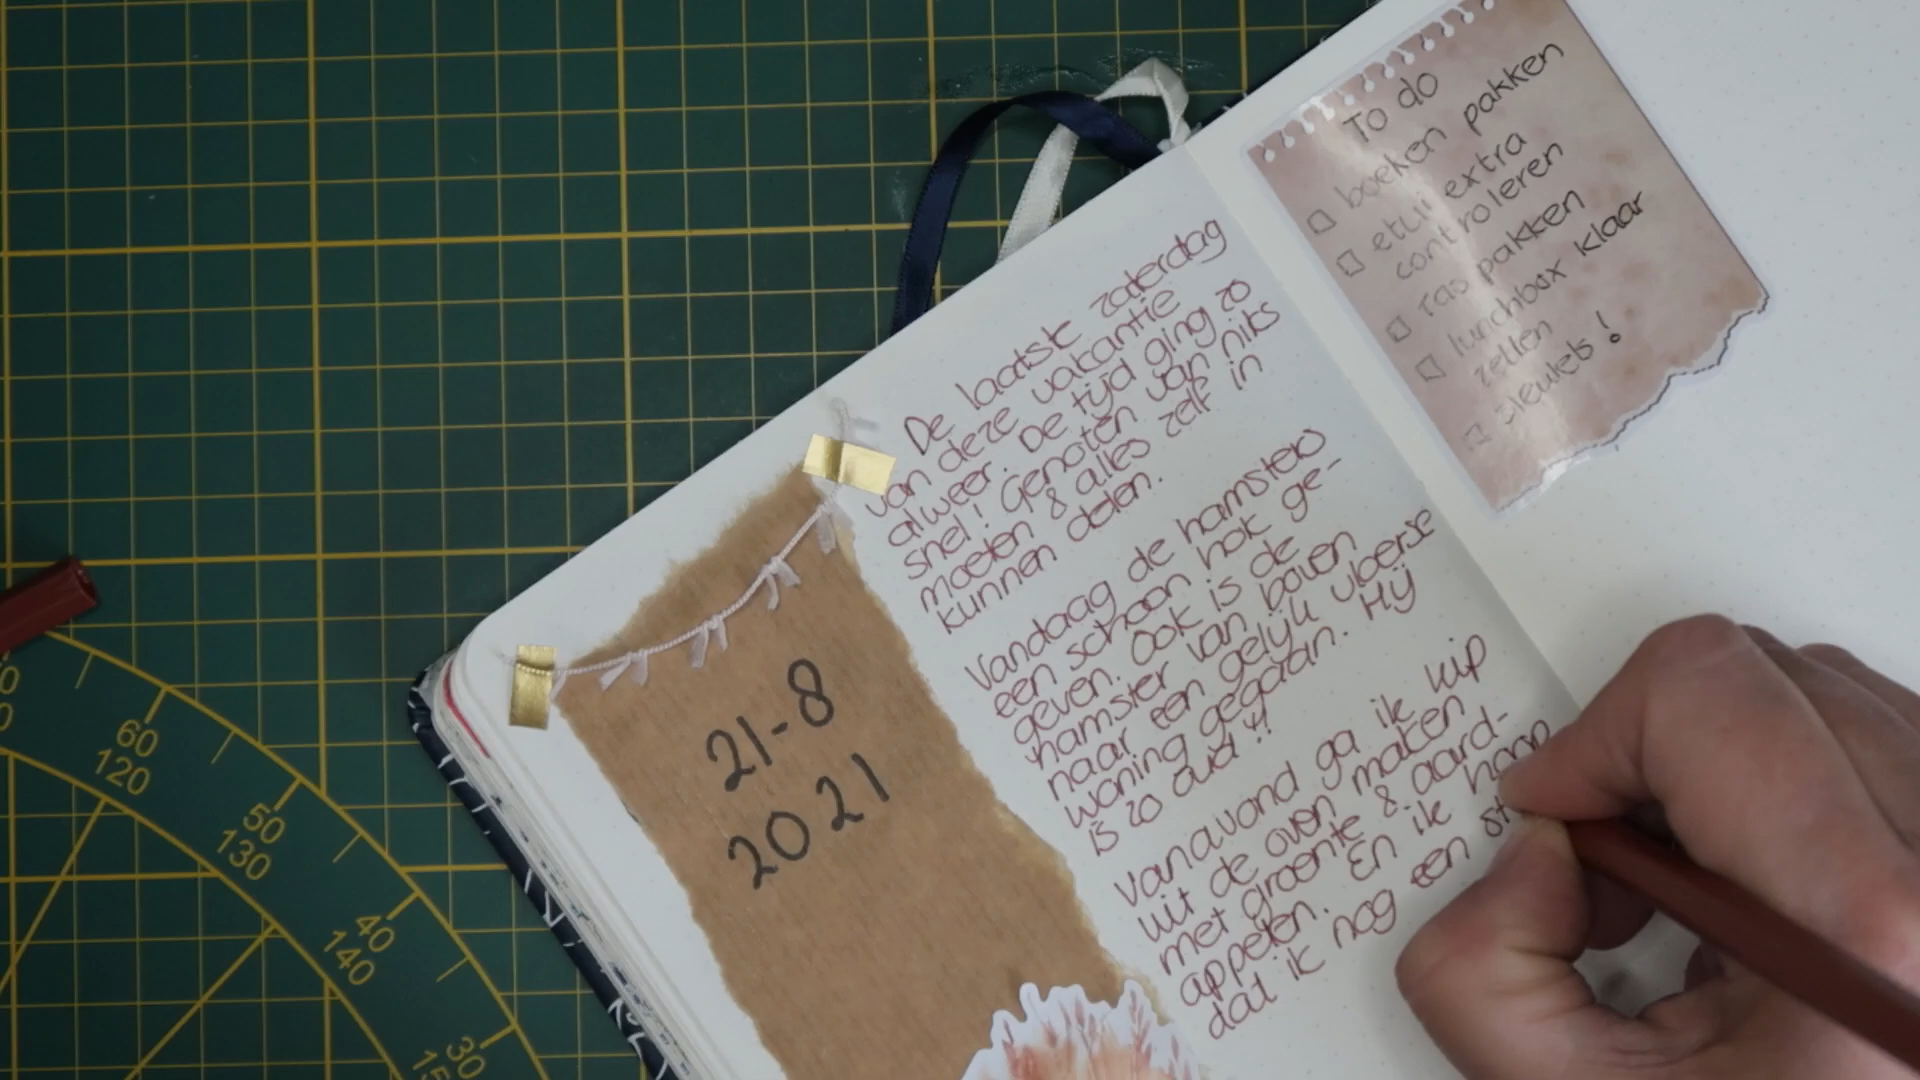 21-8
2021
De laatste zaterdag
van deze vakantie
alweer. De tijd ging zo
snel! Genoten van niks
moeten & alles zelf in
kunnen delen.
Vandaag de hamsters
een schoon hok ge-
geven. Ook is de
hamster van boven
naar een gelijk vloerse
woning gegaan. Hij
is zo oud
Vanavond ga ik kip
uit de oven maken
met groente & aard-
appelen. En ik hoop
dat ik nog een st
To do
boeken pakken
etui extra
controleren
Tas pakken
lunchbox klaar
zetten
sleutels!
60
120
50
130
40
140
30